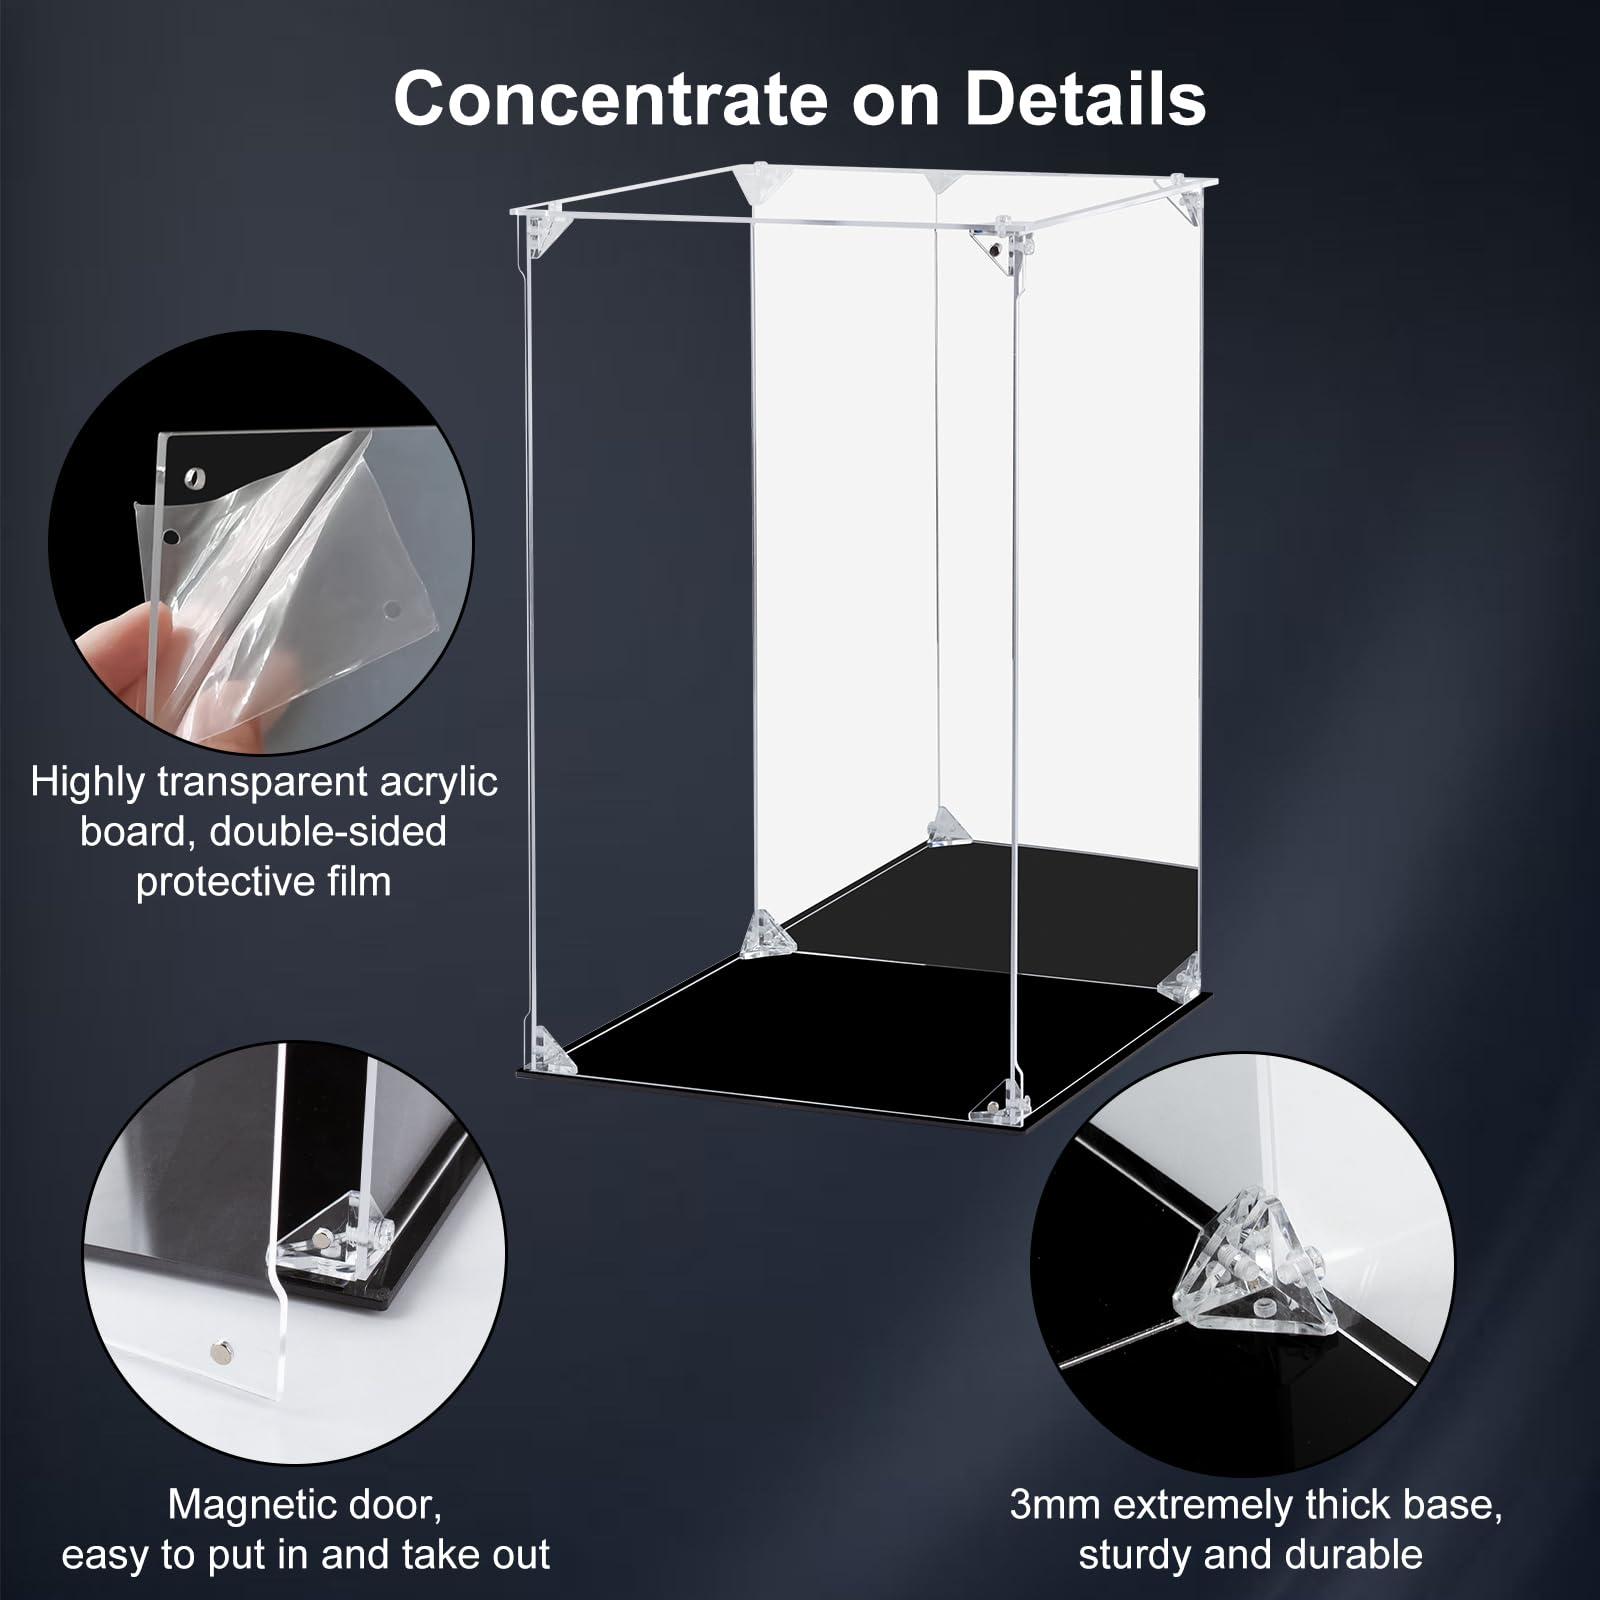 Concentrate on Details
Highly transparent acrylic
board, double-sided
protective film
Magnetic door,
easy to put in and take out
3mm extremely thick base,
sturdy and durable